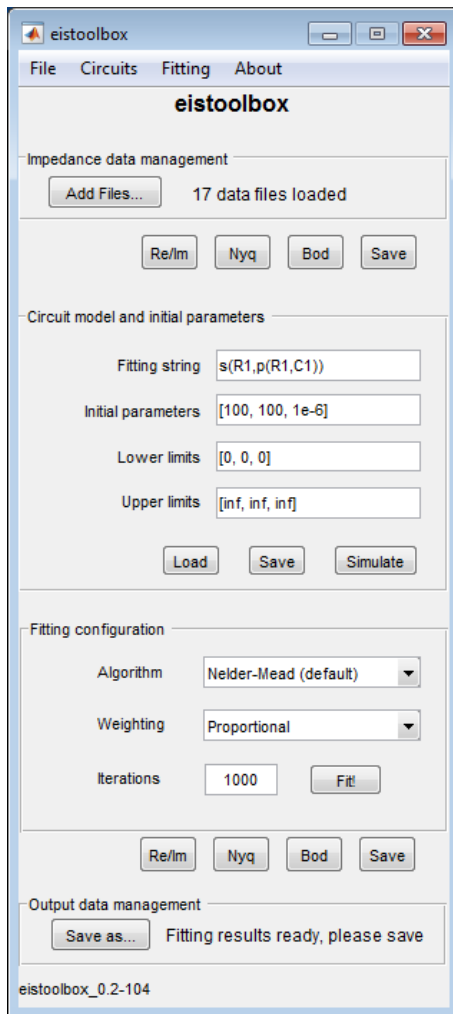 eistoolbox
File Circuits Fitting About
eistoolbox
Impedance data management
Add Files... 17 data files loaded
Re/Im Nyq Bod Save
Circuit model and initial parameters
Fitting string s(R1,p(R1,C1))
Initial parameters [100, 100, 1e-6]
Lower limits [0, 0, 0]
Upper limits [inf, inf, inf]
Load Save Simulate
Fitting configuration
Algorithm Nelder-Mead (default)
Weighting Proportional
Iterations 1000 Fit!
Re/Im Nyq Bod Save
Output data management
Save as... Fitting results ready, please save
eistoolbox_0.2-104